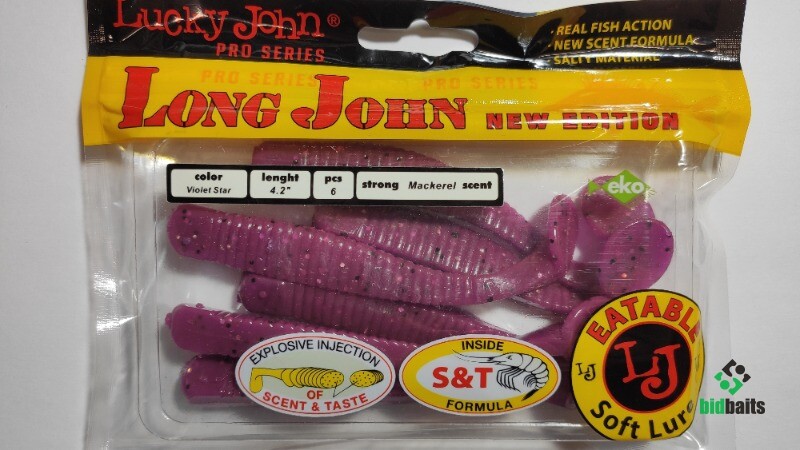 Lucky John®
PRO SERIES
· REAL FISH ACTION
· NEW SCENT FORMULA
· SALTY MATERIAL
PRO SERIES PRO SERIES
LONG JOHN NEW EDITION
color
Violet Star
lenght
4.2"
pcs
6
strong Mackerel scent
eko
EXPLOSIVE INJECTION
OF
SCENT & TASTE
INSIDE
S&T
FORMULA
EATABLE
LJ
LJ
Soft Lure
bidbaits